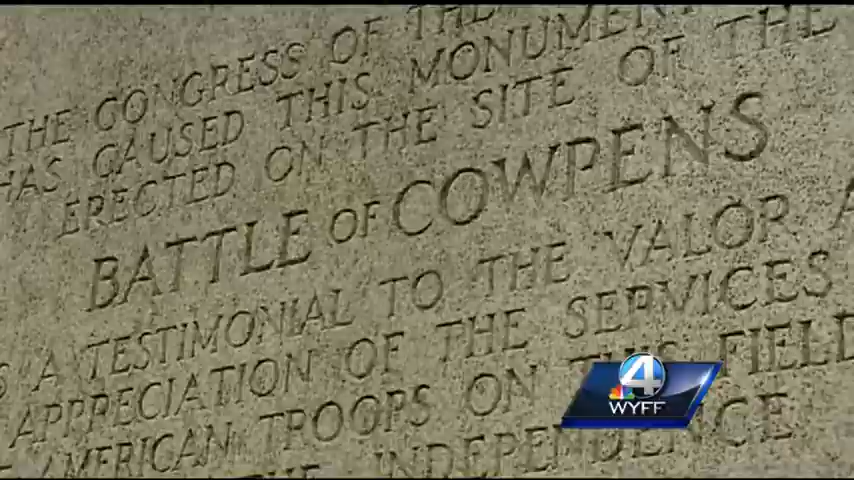 THE CONGRESS OF THE
HAS CAUSED THIS MONUMENT
ERECTED ON THE SITE OF THE
BATTLE OF COWPENS
A TESTIMONIAL TO THE VALOR
APPRECIATION OF THE SERVICES
AMERICAN TROOPS ON THIS FIELD
THE INDEPENDENCE
4
WYFF